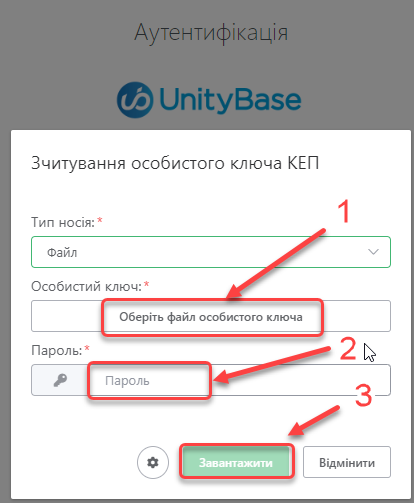 Аутентифікація
UnityBase
Зчитування особистого ключа КЕП
1
Тип носія:*
Файл
Особистий ключ:*
Оберіть файл особистого ключа
Пароль:*
2
Пароль
3
Завантажити
Відмінити